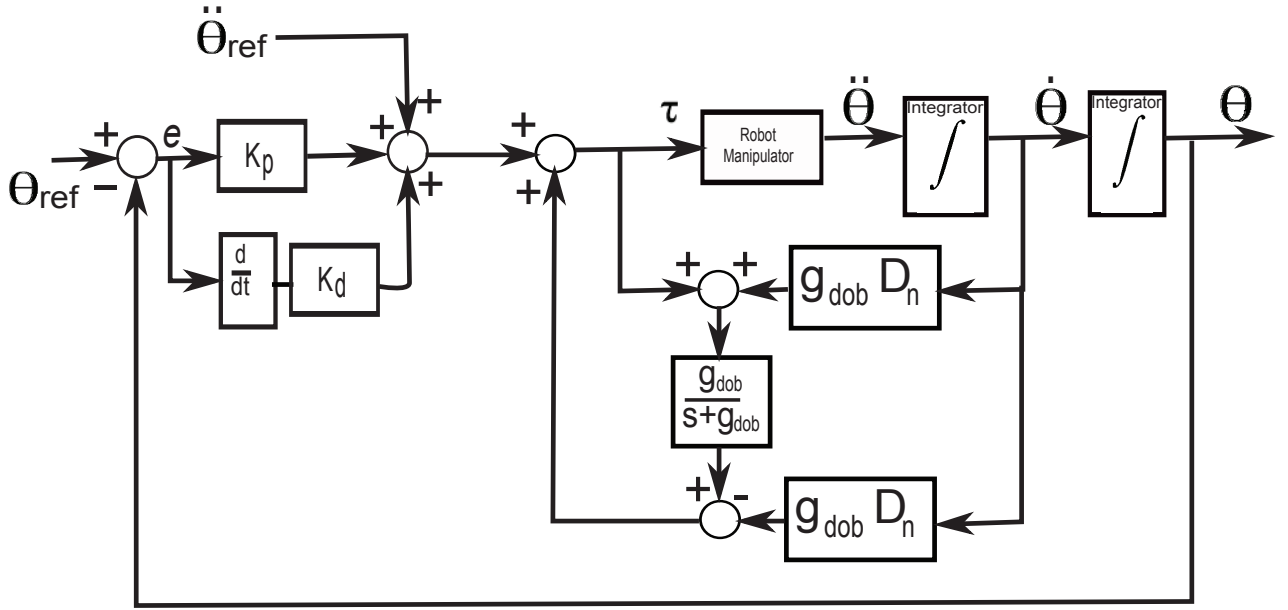 θ̈ref
+
+
+
+
θref
-
e
Kp
d
dt
Kd
+
+
τ
Robot
Manipulator
θ̈
Integrator
∫
θ̇
Integrator
∫
θ
+
+
gdob Dn
gdob
s+gdob
+
-
gdob Dn